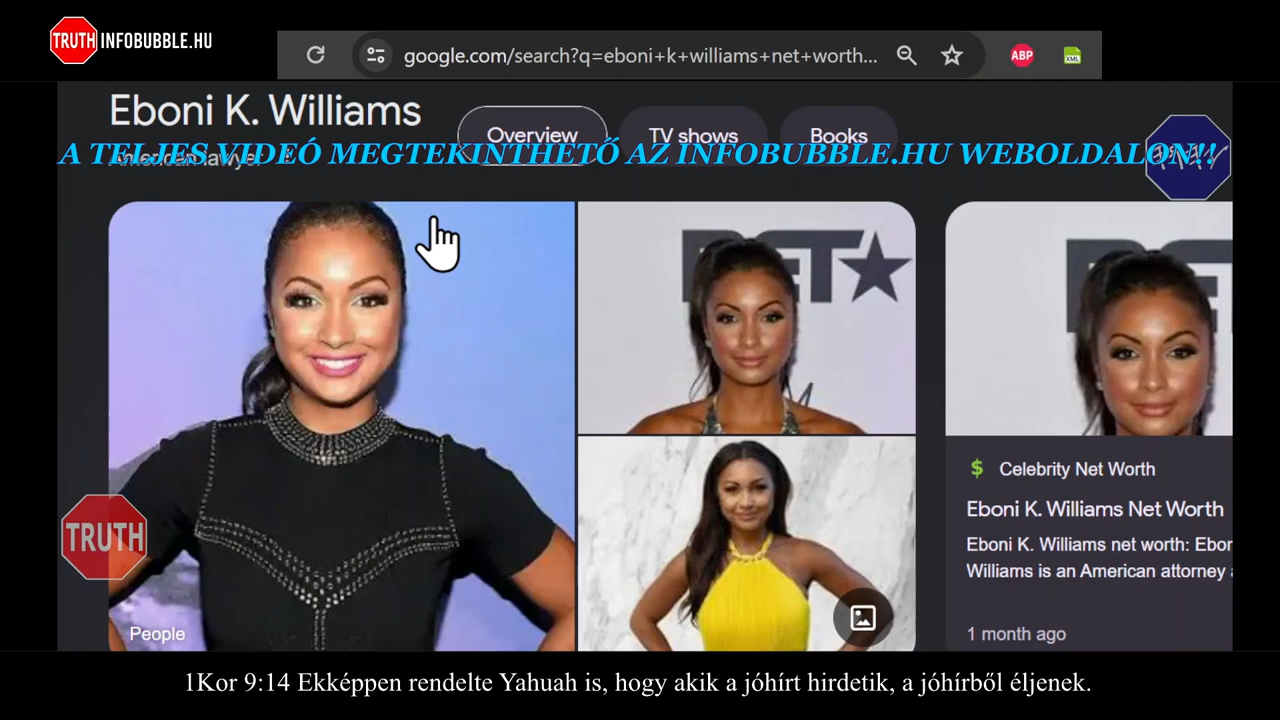 TRUTH INFOBUBBLE.HU
google.com/search?q=eboni+k+williams+net+worth...
ABP
XML
Eboni K. Williams
Overview
TV shows
Books
A TELJES VIDEÓ MEGTEKINTHETŐ AZ INFOBUBBLE.HU WEBOLDALON!!
American lawyer
BET
$ Celebrity Net Worth
Eboni K. Williams Net Worth
Eboni K. Williams net worth: Ebor
Williams is an American attorney
TRUTH
People
1 month ago
1Kor 9:14 Ekképpen rendelte Yahuah is, hogy akik a jóhírt hirdetik, a jóhírből éljenek.